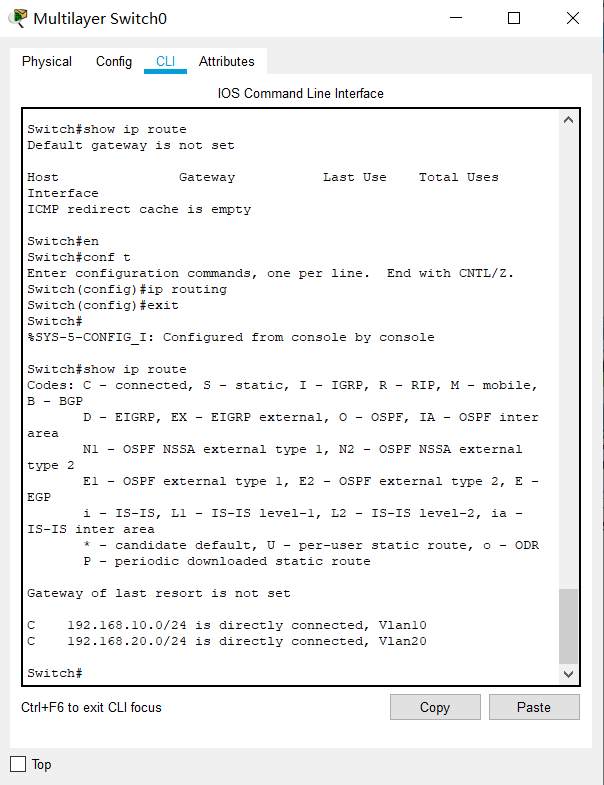 Multilayer Switch0
Physical Config CLI Attributes
IOS Command Line Interface
Switch#show ip route
Default gateway is not set
Host Gateway Last Use Total Uses
Interface
ICMP redirect cache is empty
Switch#en
Switch#conf t
Enter configuration commands, one per line. End with CNTL/Z.
Switch(config)#ip routing
Switch(config)#exit
Switch#
%SYS-5-CONFIG_I: Configured from console by console
Switch#show ip route
Codes: C - connected, S - static, I - IGRP, R - RIP, M - mobile,
B - BGP
D - EIGRP, EX - EIGRP external, O - OSPF, IA - OSPF inter
area
N1 - OSPF NSSA external type 1, N2 - OSPF NSSA external
type 2
E1 - OSPF external type 1, E2 - OSPF external type 2, E -
EGP
i - IS-IS, L1 - IS-IS level-1, L2 - IS-IS level-2, ia -
IS-IS inter area
* - candidate default, U - per-user static route, o - ODR
P - periodic downloaded static route
Gateway of last resort is not set
C 192.168.10.0/24 is directly connected, Vlan10
C 192.168.20.0/24 is directly connected, Vlan20
Switch#
Ctrl+F6 to exit CLI focus Copy Paste
Top